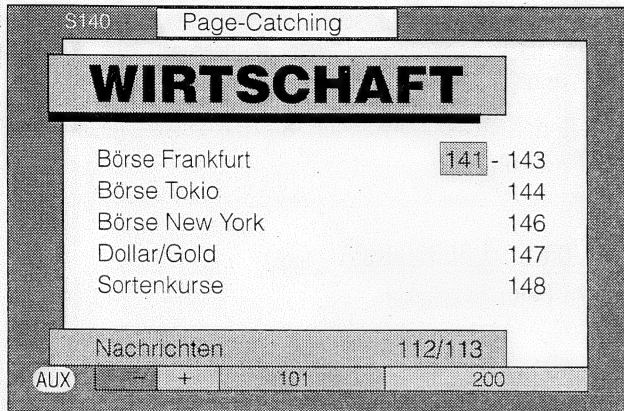 S140 Page-Catching
WIRTSCHAFT
Börse Frankfurt 141 - 143
Börse Tokio 144
Börse New York 146
Dollar/Gold 147
Sortenkurse 148
Nachrichten 112/113
AUX - + 101 200